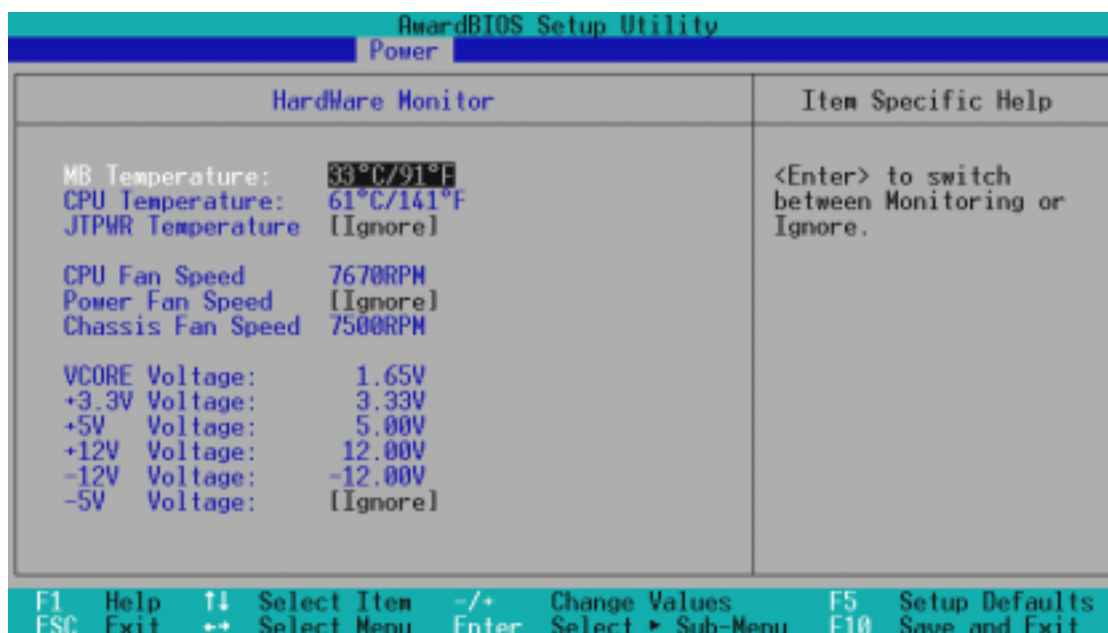 AwardBIOS Setup Utility
Power
HardWare Monitor
Item Specific Help
MB Temperature: 33°C/91°F
CPU Temperature: 61°C/141°F
JTPWR Temperature [Ignore]
CPU Fan Speed 7670RPM
Power Fan Speed [Ignore]
Chassis Fan Speed 7500RPM
VCORE Voltage: 1.65V
+3.3V Voltage: 3.33V
+5V Voltage: 5.00V
+12V Voltage: 12.00V
-12V Voltage: -12.00V
-5V Voltage: [Ignore]
<Enter> to switch
between Monitoring or
Ignore.
F1 Help ↑↓ Select Item -/+ Change Values F5 Setup Defaults
ESC Exit ←→ Select Menu Enter Select ► Sub-Menu F10 Save and Exit